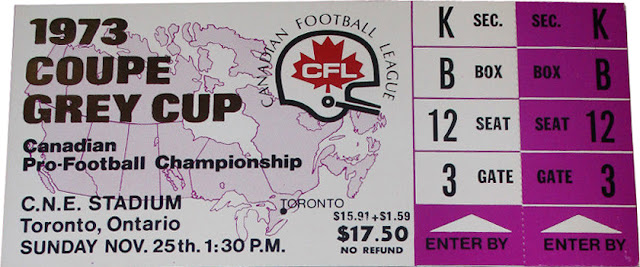 1973
COUPE
GREY CUP
CANADIAN FOOTBALL LEAGUE
CFL
Canadian
Pro-Football Championship
C.N.E. STADIUM
Toronto, Ontario
SUNDAY NOV. 25th. 1:30 P.M.
TORONTO
$15.91 + $1.59
$17.50
NO REFUND
K SEC. SEC. K
B BOX BOX B
12 SEAT SEAT 12
3 GATE GATE 3
ENTER BY ENTER BY